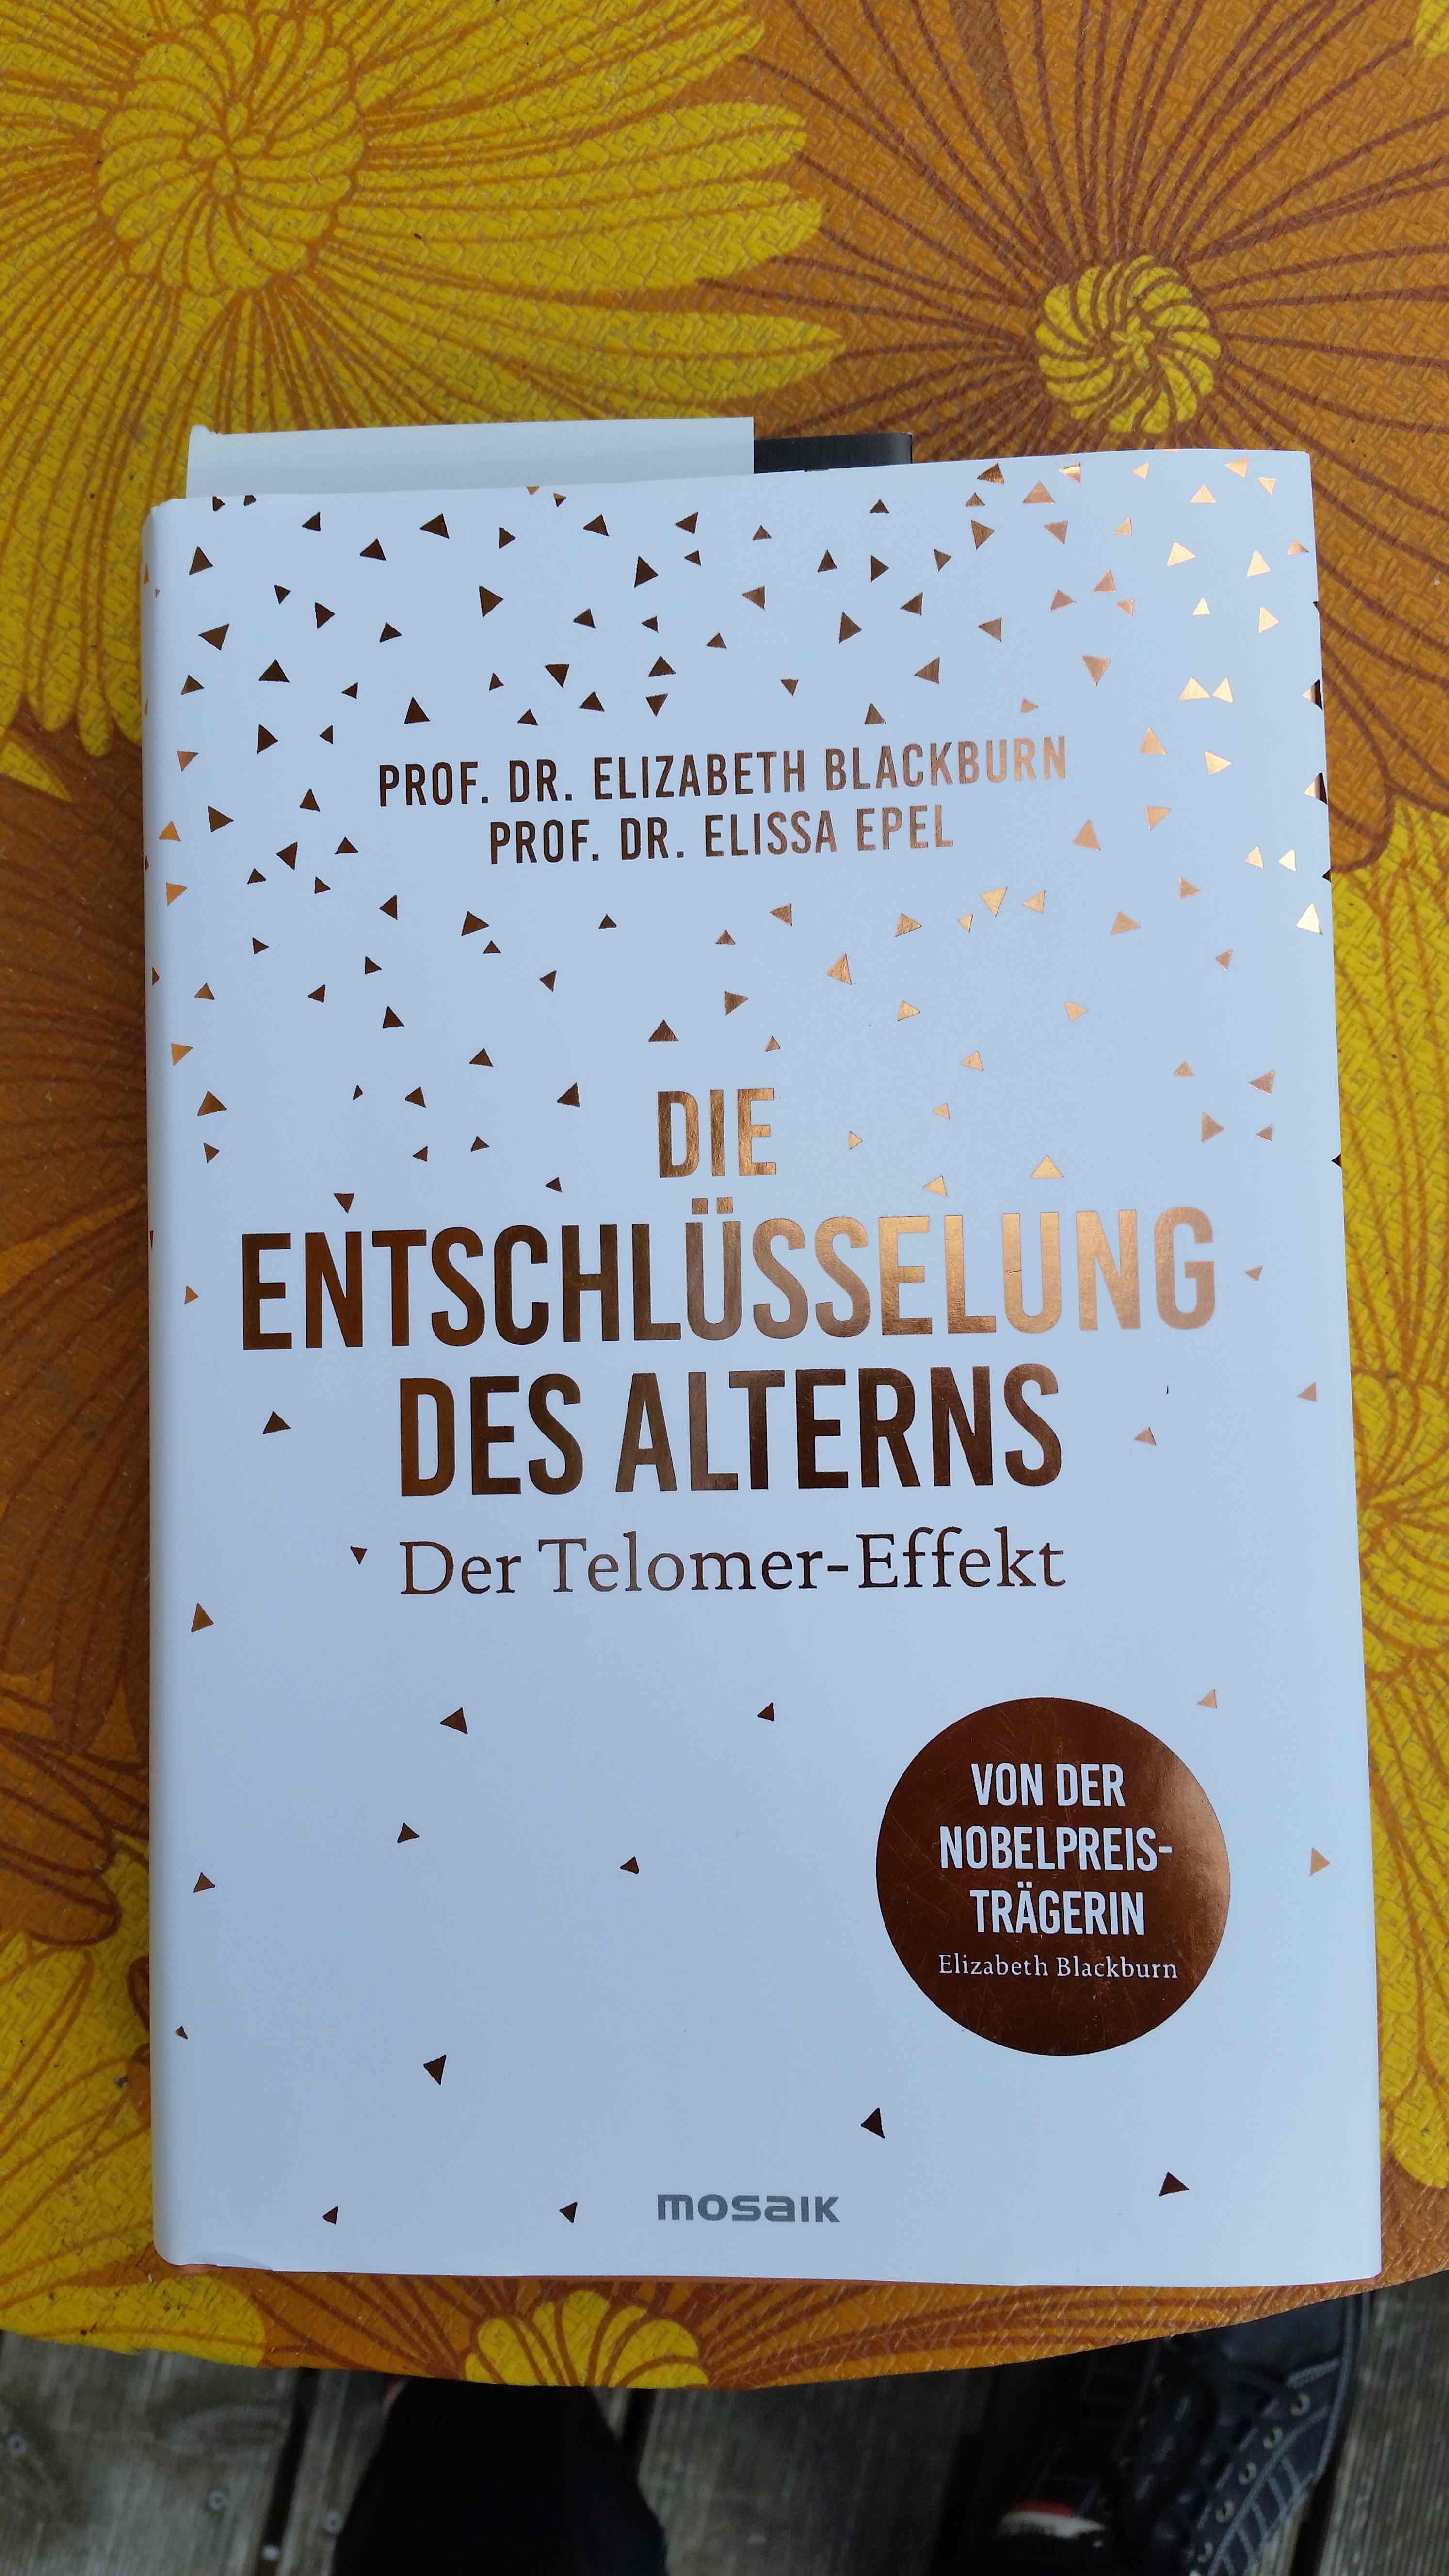 PROF. DR. ELIZABETH BLACKBURN
PROF. DR. ELISSA EPEL
DIE
ENTSCHLÜSSELUNG
DES ALTERNS
Der Telomer-Effekt
VON DER
NOBELPREIS-
TRÄGERIN
Elizabeth Blackburn
mosaik